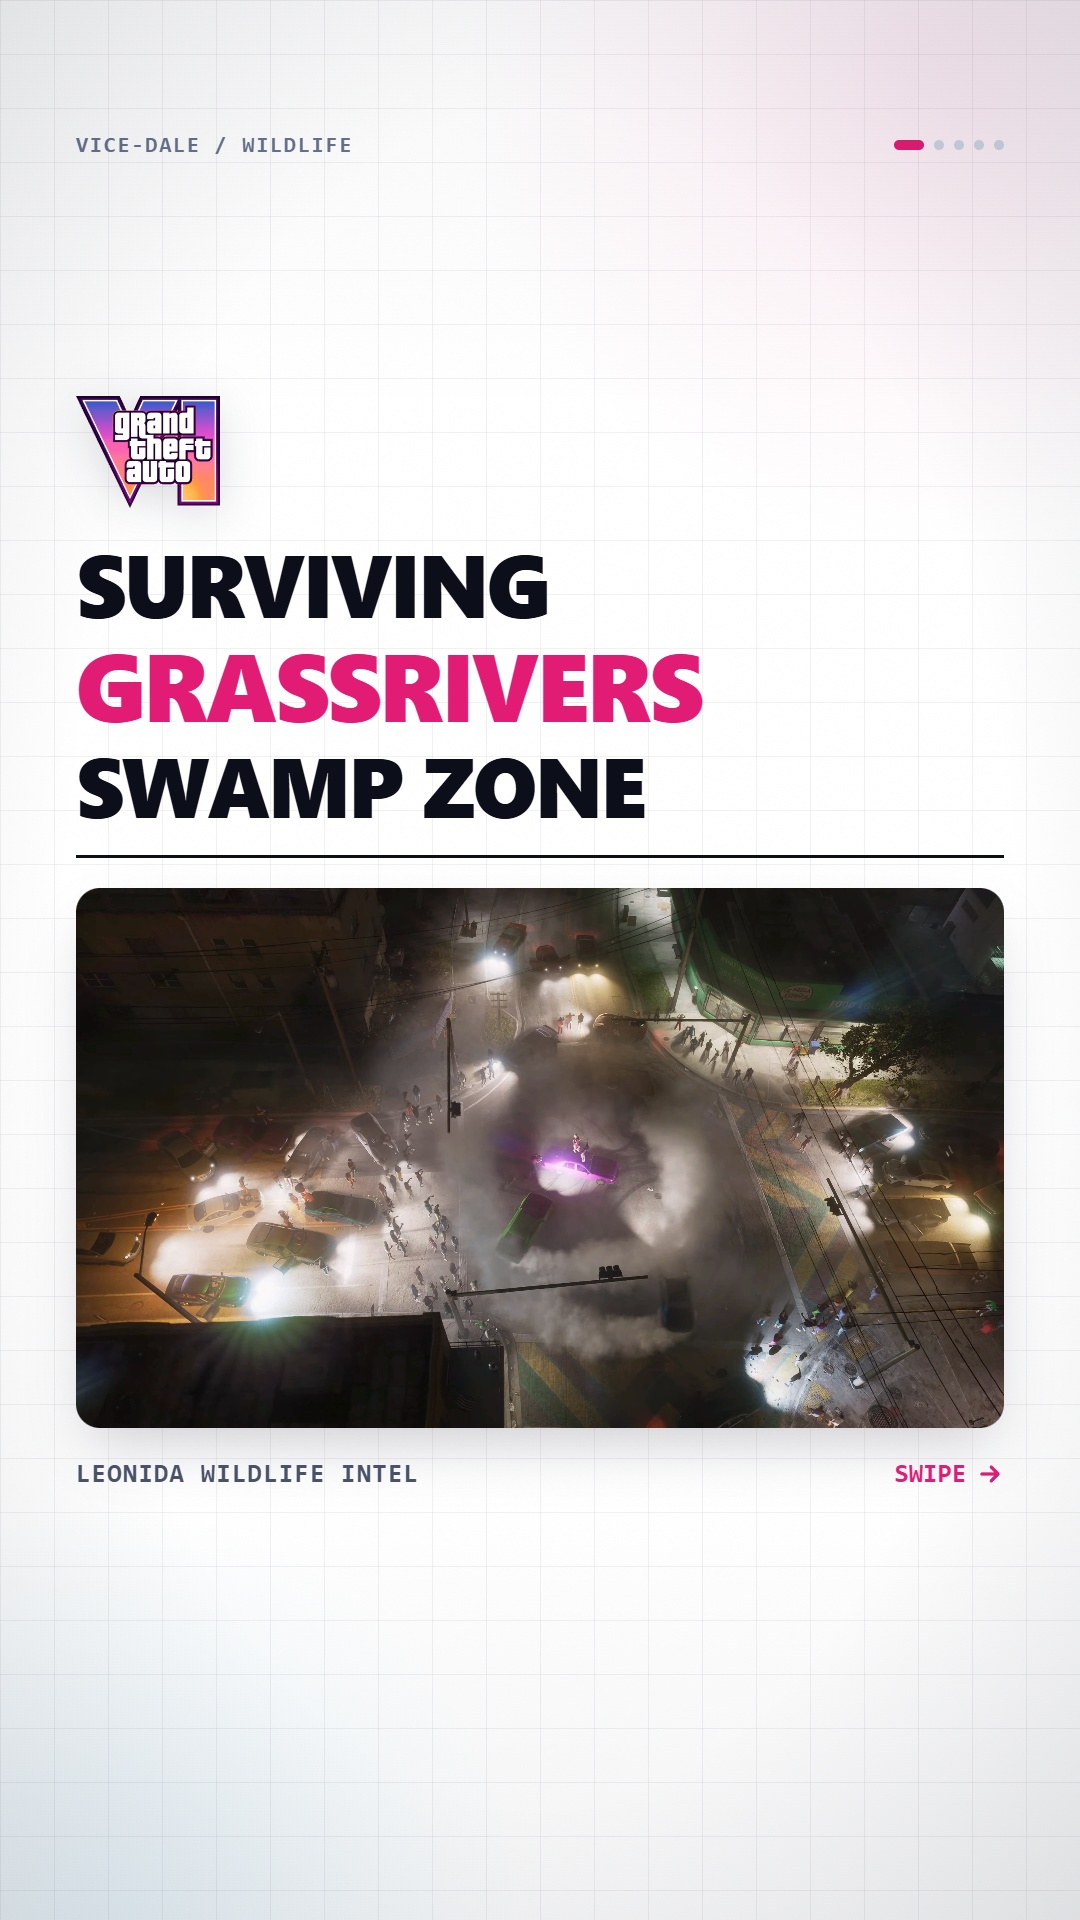 VICE-DALE / WILDLIFE
grand
theft
auto
VI
SURVIVING
GRASSRIVERS
SWAMP ZONE
LEONIDA WILDLIFE INTEL
SWIPE →